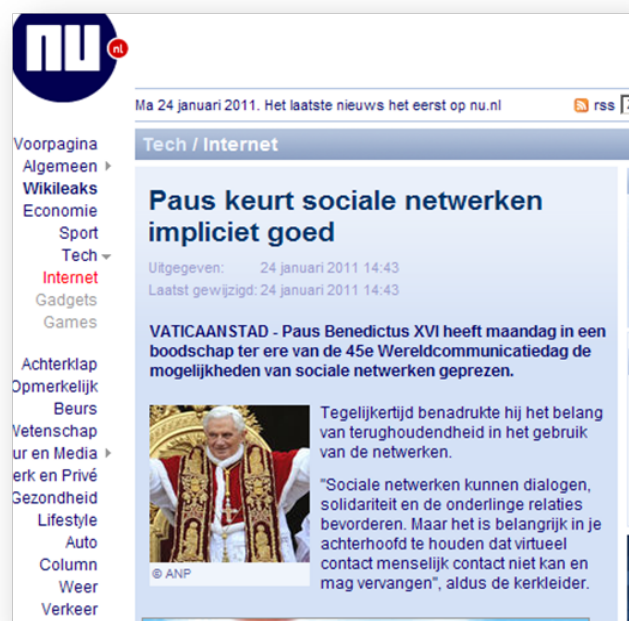 nu
nl
Ma 24 januari 2011. Het laatste nieuws het eerst op nu.nl
rss
Voorpagina
Algemeen
Wikileaks
Economie
Sport
Tech
Internet
Gadgets
Games
Achterklap
Opmerkelijk
Beurs
Wetenschap
ur en Media
erk en Privé
Gezondheid
Lifestyle
Auto
Column
Weer
Verkeer
Tech / Internet
Paus keurt sociale netwerken
impliciet goed
Uitgegeven: 24 januari 2011 14:43
Laatst gewijzigd: 24 januari 2011 14:43
VATICAANSTAD - Paus Benedictus XVI heeft maandag in een
boodschap ter ere van de 45e Wereldcommunicatiedag de
mogelijkheden van sociale netwerken geprezen.
Tegelijkertijd benadrukte hij het belang
van terughoudendheid in het gebruik
van de netwerken.
"Sociale netwerken kunnen dialogen,
solidariteit en de onderlinge relaties
bevorderen. Maar het is belangrijk in je
achterhoofd te houden dat virtueel
contact menselijk contact niet kan en
mag vervangen", aldus de kerkleider.
© ANP